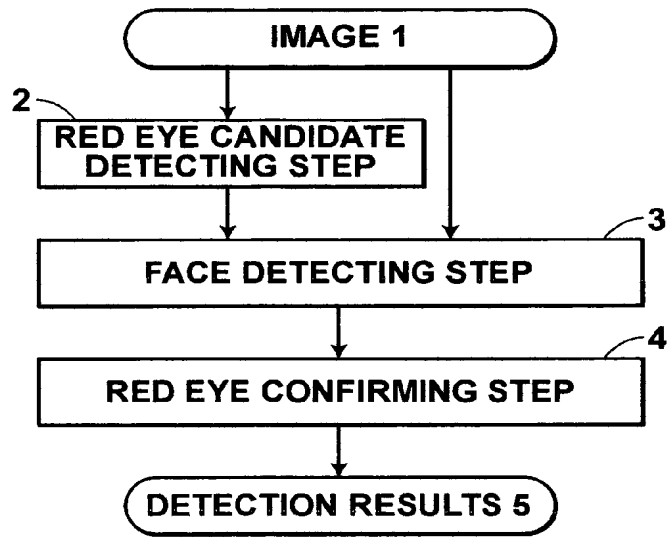 IMAGE 1
2
RED EYE CANDIDATE
DETECTING STEP
3
FACE DETECTING STEP
4
RED EYE CONFIRMING STEP
DETECTION RESULTS 5